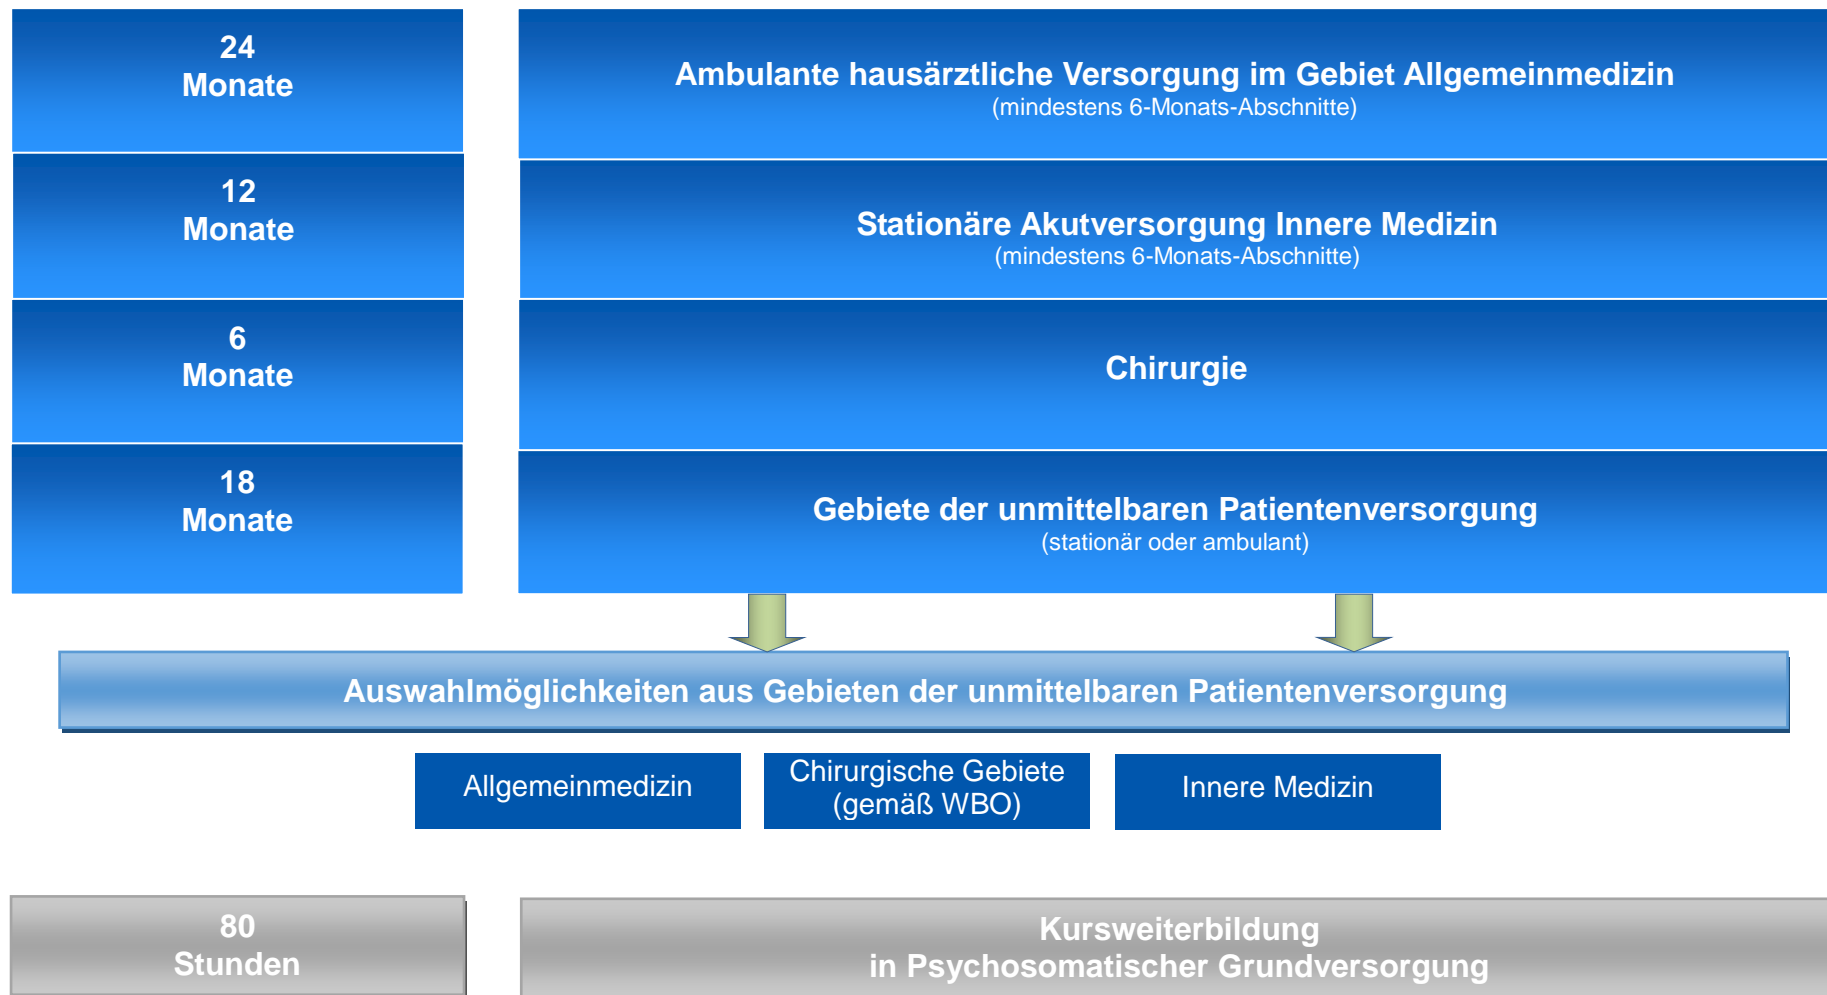 24
Monate
Ambulante hausärztliche Versorgung im Gebiet Allgemeinmedizin
(mindestens 6-Monats-Abschnitte)
12
Monate
Stationäre Akutversorgung Innere Medizin
(mindestens 6-Monats-Abschnitte)
6
Monate
Chirurgie
18
Monate
Gebiete der unmittelbaren Patientenversorgung
(stationär oder ambulant)
Auswahlmöglichkeiten aus Gebieten der unmittelbaren Patientenversorgung
Allgemeinmedizin
Chirurgische Gebiete
(gemäß WBO)
Innere Medizin
80
Stunden
Kursweiterbildung
in Psychosomatischer Grundversorgung